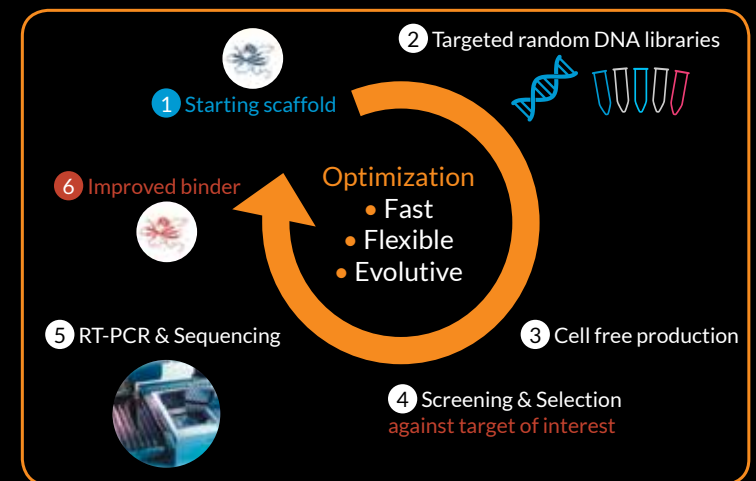 1 Starting scaffold
2 Targeted random DNA libraries
3 Cell free production
4 Screening & Selection
against target of interest
5 RT-PCR & Sequencing
6 Improved binder
Optimization
• Fast
• Flexible
• Evolutive